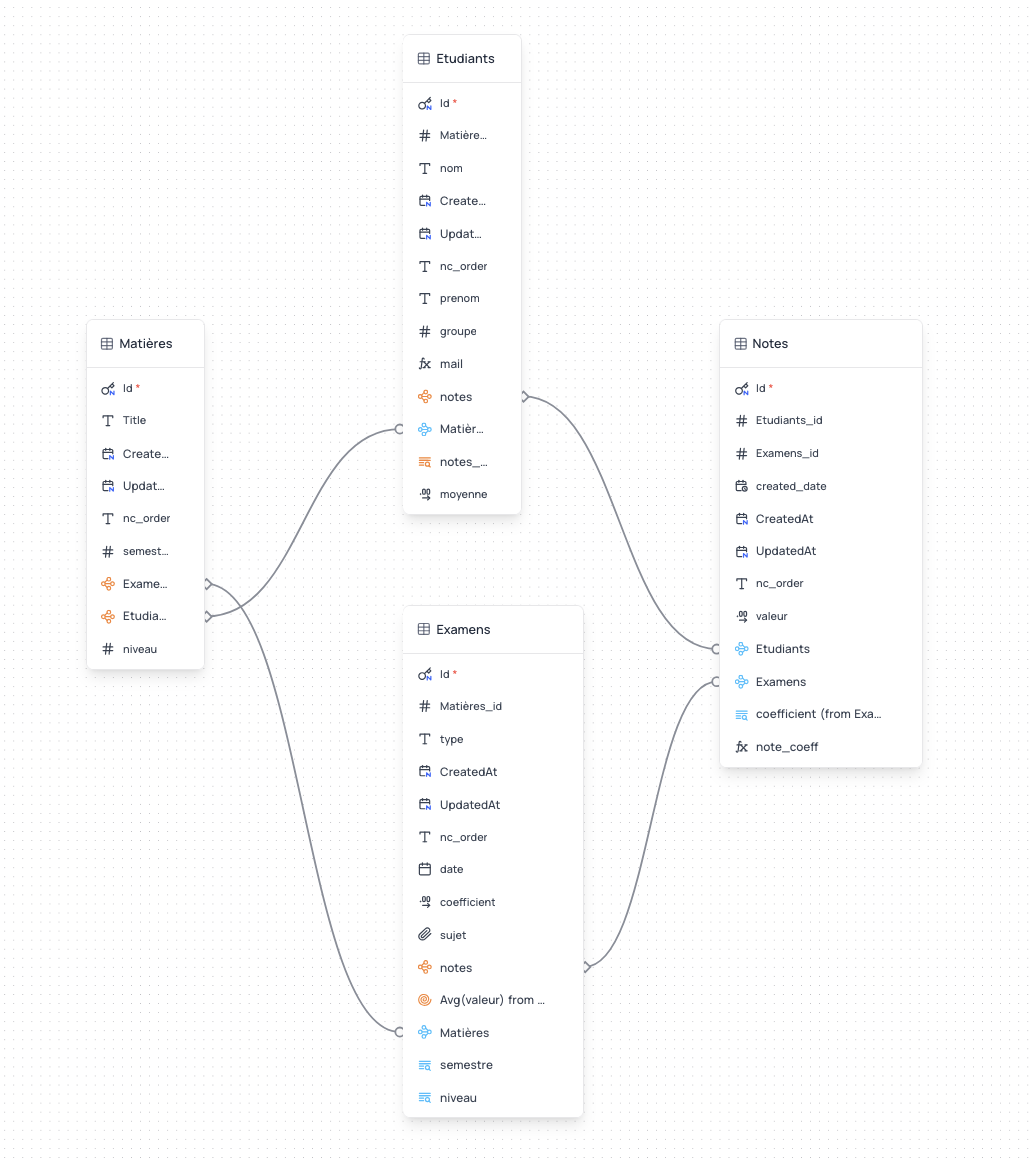 Etudiants
Id *
Matière...
nom
Create...
Updat...
nc_order
prenom
groupe
mail
notes
Matièr...
notes_...
moyenne
Matières
Id *
Title
Create...
Updat...
nc_order
semest...
Exame...
Etudia...
niveau
Notes
Id *
Etudiants_id
Examens_id
created_date
CreatedAt
UpdatedAt
nc_order
valeur
Etudiants
Examens
coefficient (from Exa...
note_coeff
Examens
Id *
Matières_id
type
CreatedAt
UpdatedAt
nc_order
date
coefficient
sujet
notes
Avg(valeur) from ...
Matières
semestre
niveau